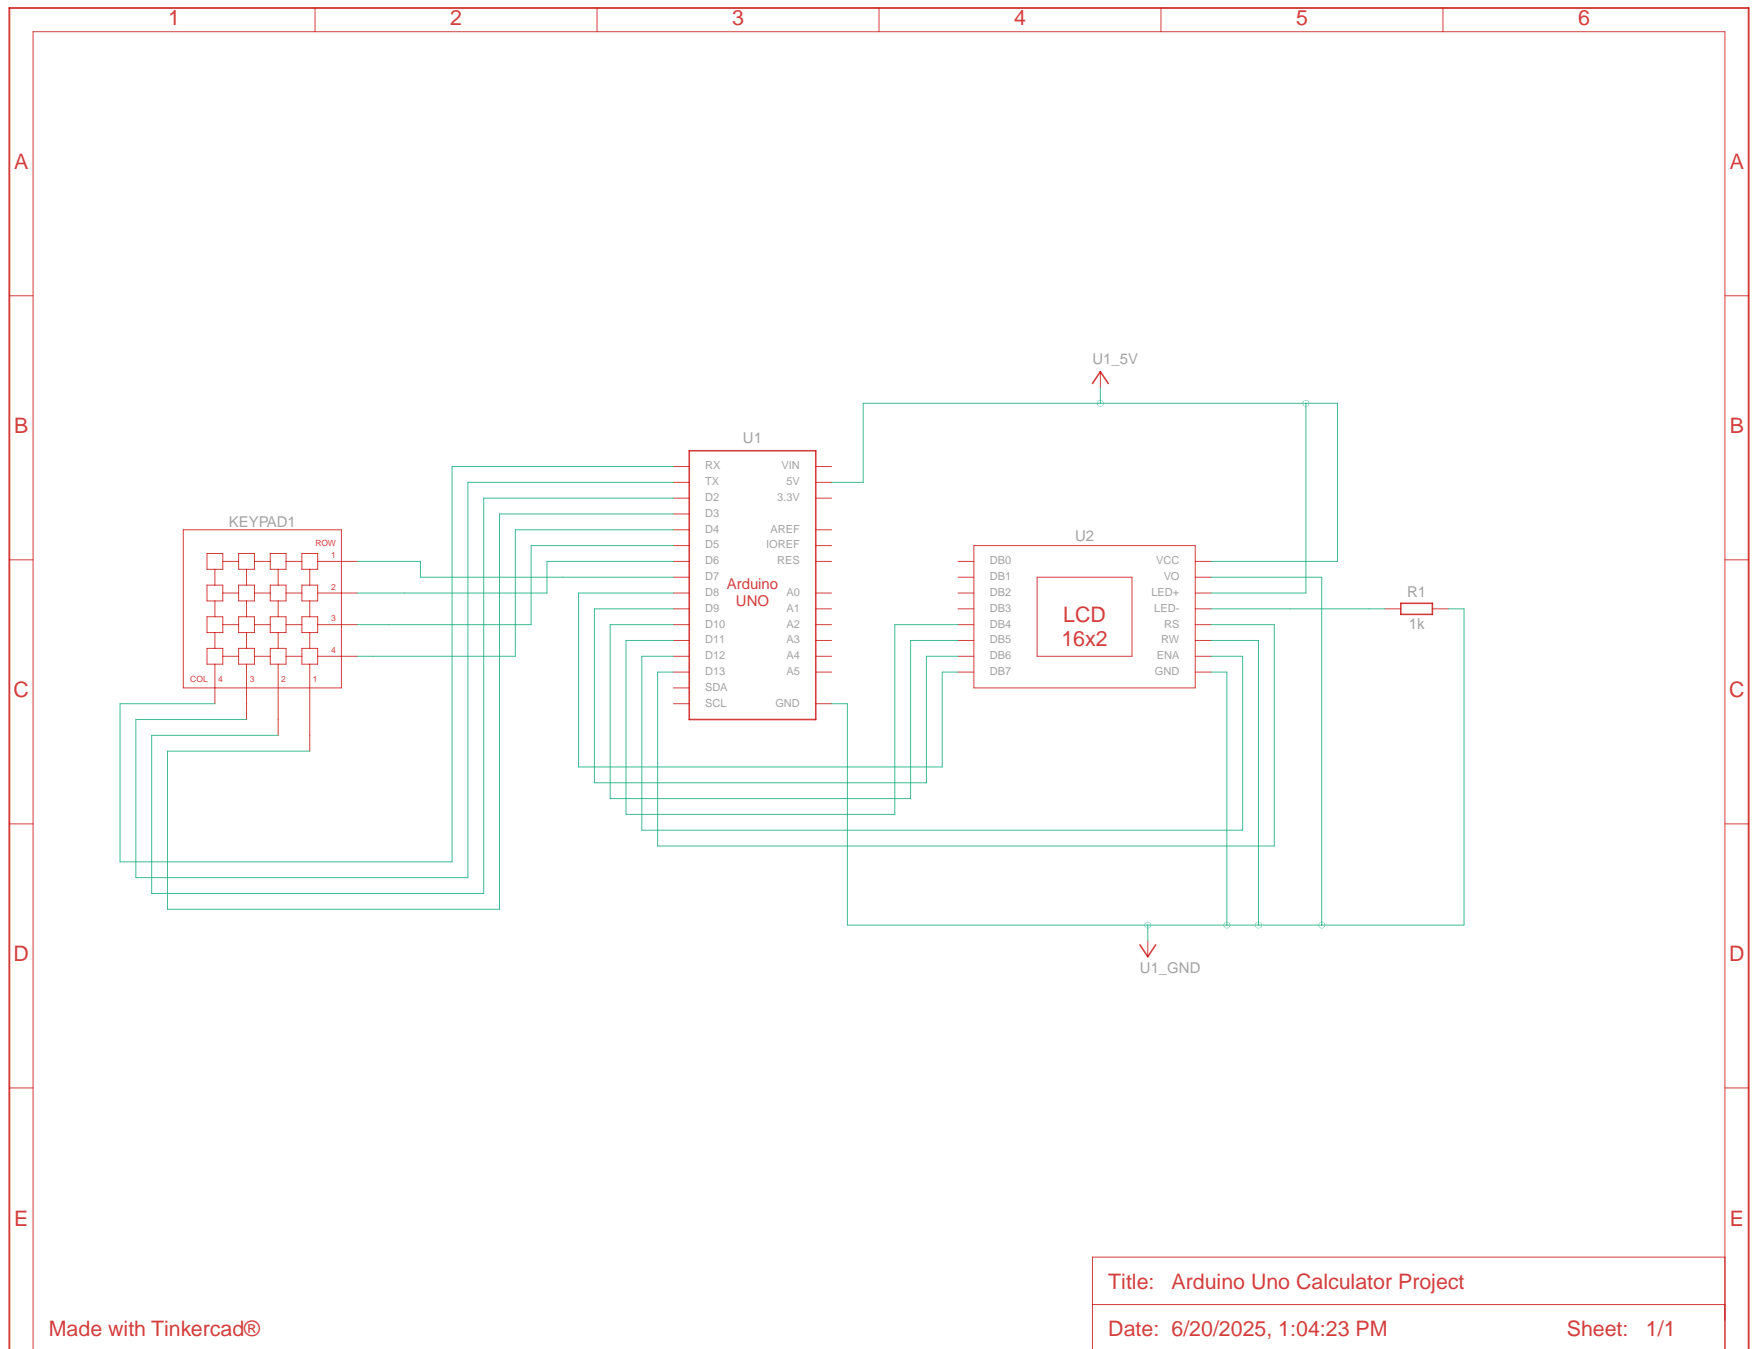 1 2 3 4 5 6
A A
U1_5V
B B
U1
RX VIN
TX 5V
D2 3.3V
D3
D4 AREF
D5 IOREF
D6 RES
D7
D8 A0
D9 A1
D10 A2
D11 A3
D12 A4
D13 A5
SDA
SCL GND
Arduino
UNO
KEYPAD1
ROW
1
2
3
4
COL 4 3 2 1
U2
DB0 VCC
DB1 VO
DB2 LED+
DB3 LED-
DB4 RS
DB5 RW
DB6 ENA
DB7 GND
LCD
16x2
R1
1k
C C
D D
U1_GND
E E
Title: Arduino Uno Calculator Project
Made with Tinkercad®
Date: 6/20/2025, 1:04:23 PM Sheet: 1/1